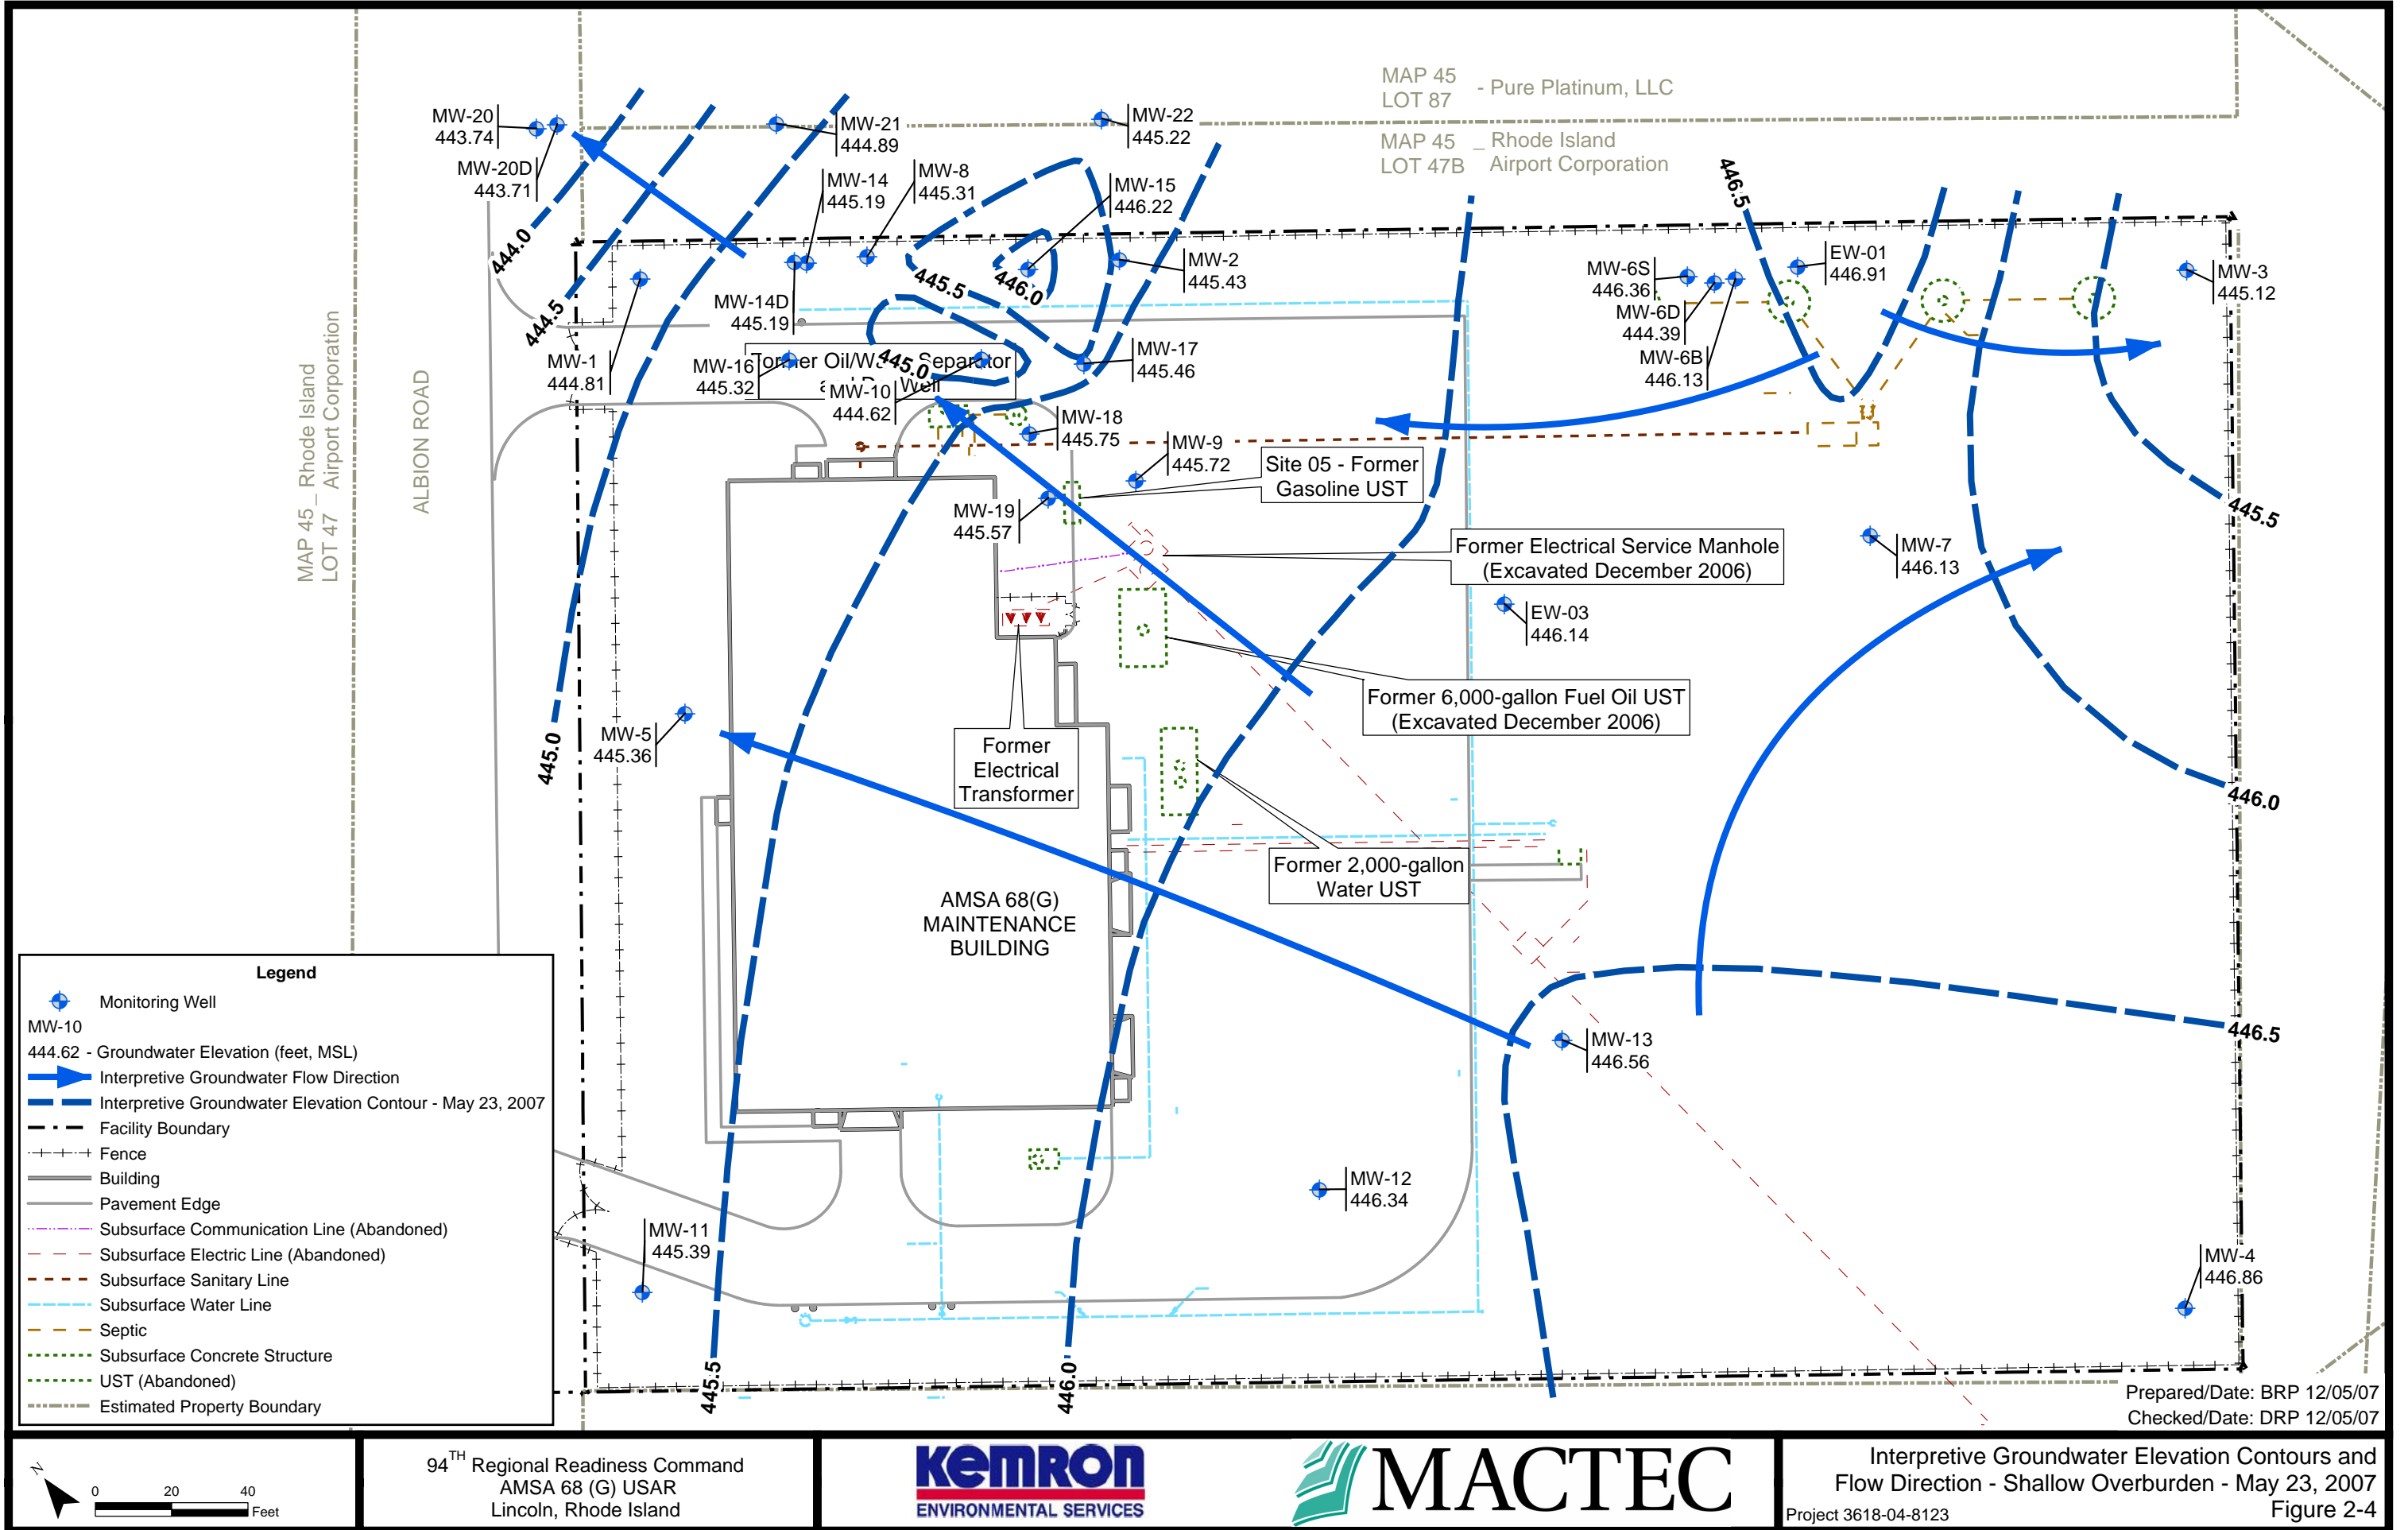 MAP 45
LOT 87
- Pure Platinum, LLC
MAP 45 _ Rhode Island
LOT 47B Airport Corporation
MW-20
443.74
MW-20D
443.71
MW-21
444.89
MW-22
445.22
MW-14
445.19
MW-8
445.31
MW-15
446.22
MW-2
445.43
446.5
EW-01
446.91
MW-6S
446.36
MW-6D
444.39
MW-6B
446.13
MW-3
445.12
444.0
444.5
445.5
446.0
MW-14D
445.19
MW-1
444.81
MW-16
445.32
Former Oil/Water Separator
445.0
MW-10
444.62
Well
MW-17
445.46
MW-18
445.75
MW-9
445.72
MW-19
445.57
Site 05 - Former
Gasoline UST
Former Electrical Service Manhole
(Excavated December 2006)
MW-7
446.13
445.5
EW-03
446.14
Former 6,000-gallon Fuel Oil UST
(Excavated December 2006)
MAP 45 _ Rhode Island
LOT 47 Airport Corporation
ALBION ROAD
445.0
MW-5
445.36
Former
Electrical
Transformer
446.0
Former 2,000-gallon
Water UST
AMSA 68(G)
MAINTENANCE
BUILDING
446.5
MW-13
446.56
MW-12
446.34
MW-11
445.39
MW-4
446.86
445.5
446.0
Legend
Monitoring Well
MW-10
444.62 - Groundwater Elevation (feet, MSL)
Interpretive Groundwater Flow Direction
Interpretive Groundwater Elevation Contour - May 23, 2007
Facility Boundary
Fence
Building
Pavement Edge
Subsurface Communication Line (Abandoned)
Subsurface Electric Line (Abandoned)
Subsurface Sanitary Line
Subsurface Water Line
Septic
Subsurface Concrete Structure
UST (Abandoned)
Estimated Property Boundary
Prepared/Date: BRP 12/05/07
Checked/Date: DRP 12/05/07
N
0 20 40
Feet
94TH Regional Readiness Command
AMSA 68 (G) USAR
Lincoln, Rhode Island
KEMRON
ENVIRONMENTAL SERVICES
MACTEC
Interpretive Groundwater Elevation Contours and
Flow Direction - Shallow Overburden - May 23, 2007
Project 3618-04-8123
Figure 2-4